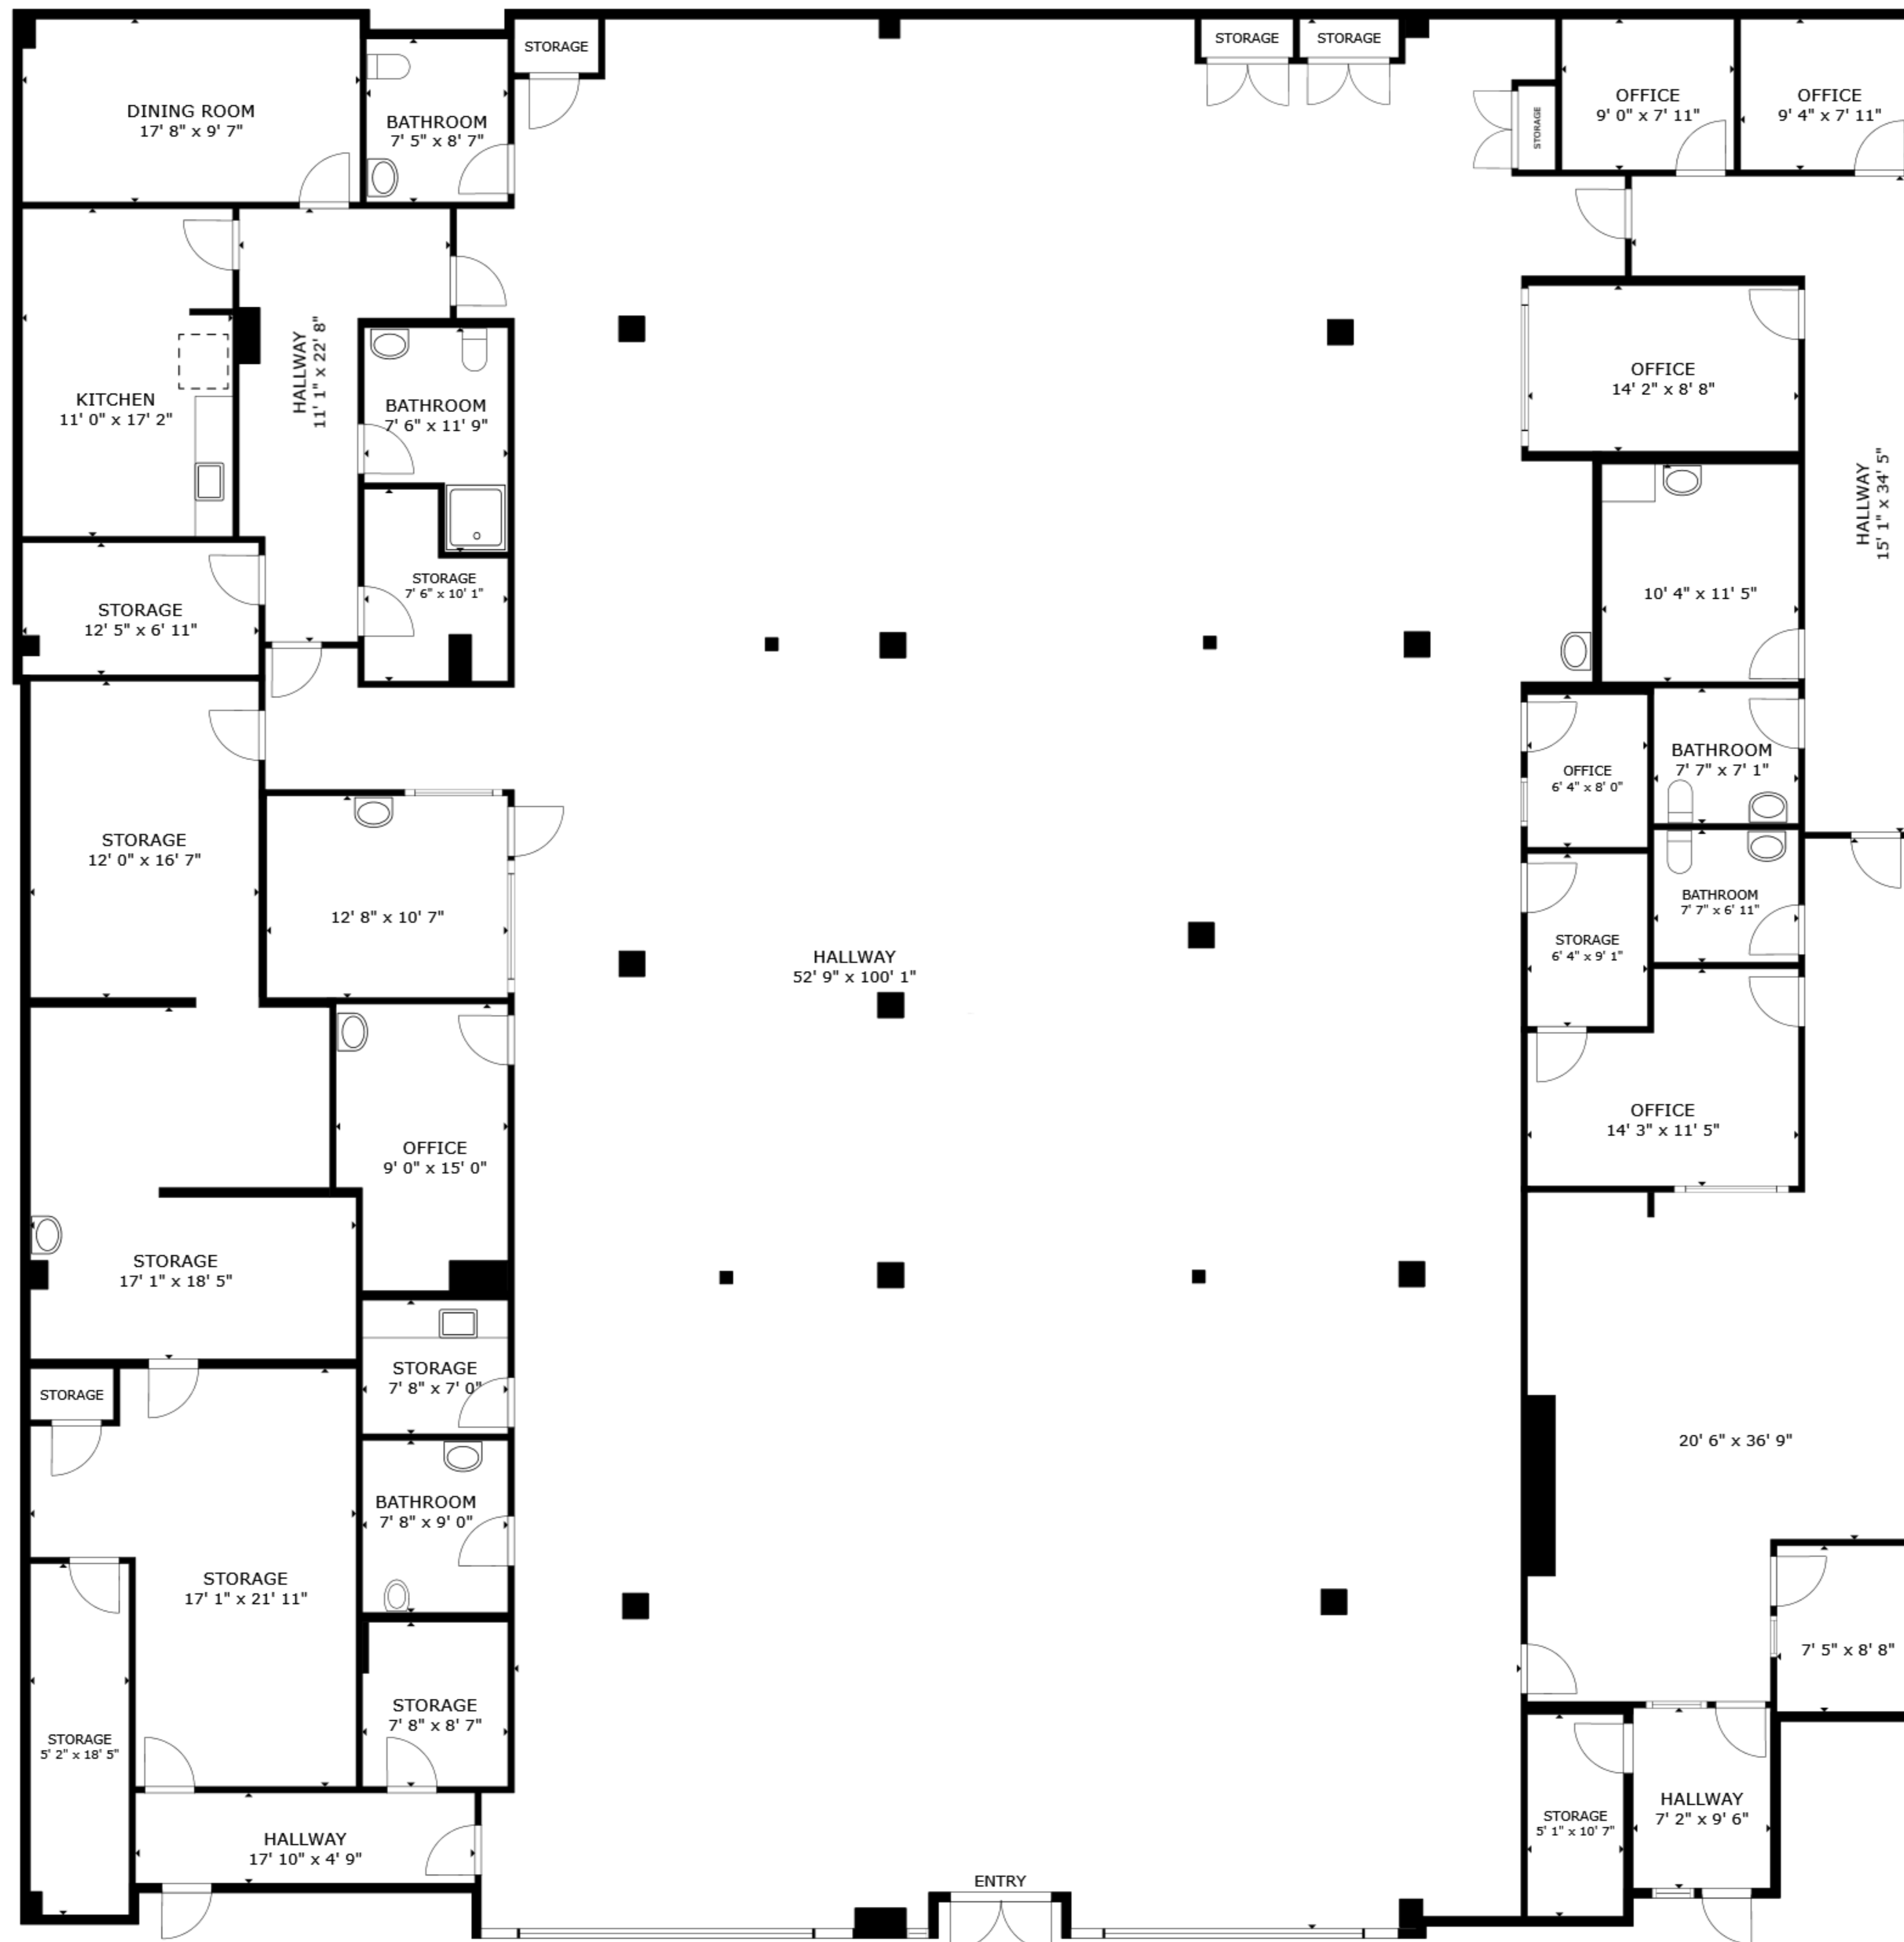 STORAGE
STORAGE
STORAGE
DINING ROOM
17' 8" x 9' 7"
BATHROOM
7' 5" x 8' 7"
STORAGE
OFFICE
9' 0" x 7' 11"
OFFICE
9' 4" x 7' 11"
HALLWAY
11' 1" x 22' 8"
KITCHEN
11' 0" x 17' 2"
BATHROOM
7' 6" x 11' 9"
OFFICE
14' 2" x 8' 8"
HALLWAY
15' 1" x 34' 5"
STORAGE
7' 6" x 10' 1"
STORAGE
12' 5" x 6' 11"
10' 4" x 11' 5"
STORAGE
12' 0" x 16' 7"
OFFICE
6' 4" x 8' 0"
BATHROOM
7' 7" x 7' 1"
12' 8" x 10' 7"
BATHROOM
7' 7" x 6' 11"
HALLWAY
52' 9" x 100' 1"
STORAGE
6' 4" x 9' 1"
OFFICE
9' 0" x 15' 0"
OFFICE
14' 3" x 11' 5"
STORAGE
17' 1" x 18' 5"
STORAGE
7' 8" x 7' 0"
STORAGE
20' 6" x 36' 9"
BATHROOM
7' 8" x 9' 0"
STORAGE
17' 1" x 21' 11"
7' 5" x 8' 8"
STORAGE
7' 8" x 8' 7"
STORAGE
5' 2" x 18' 5"
HALLWAY
17' 10" x 4' 9"
HALLWAY
7' 2" x 9' 6"
STORAGE
5' 1" x 10' 7"
ENTRY